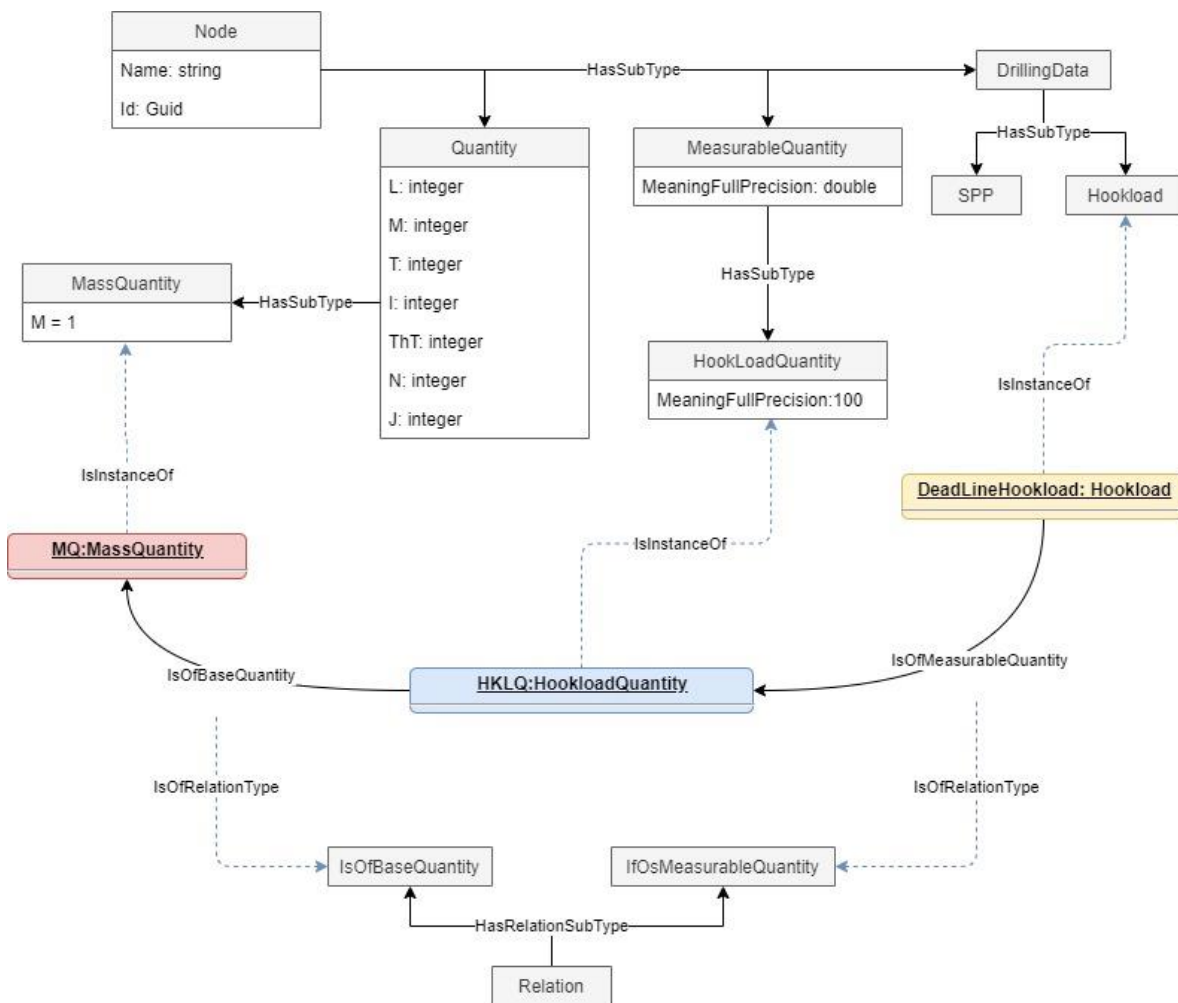 Node
Name: string
Id: Guid
HasSubType
DrillingData
HasSubType
Quantity
L: integer
M: integer
T: integer
I: integer
ThT: integer
N: integer
J: integer
MeasurableQuantity
MeaningFullPrecision: double
SPP
Hookload
MassQuantity
M = 1
HasSubType
HasSubType
HookLoadQuantity
MeaningFullPrecision:100
IsInstanceOf
IsInstanceOf
DeadLineHookload: Hookload
MQ:MassQuantity
IsInstanceOf
IsOfBaseQuantity
HKLQ:HookloadQuantity
IsOfMeasurableQuantity
IsOfRelationType
IsOfRelationType
IsOfBaseQuantity
IfOsMeasurableQuantity
HasRelationSubType
Relation